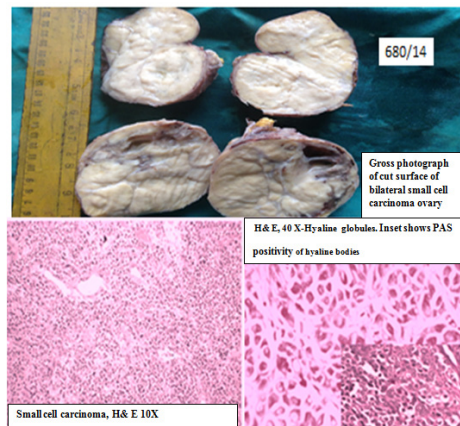 680/14
Gross photograph
of cut surface of
bilateral small cell
carcinoma ovary
H& E, 40 X-Hyaline globules. Inset shows PAS
positivity of hyaline bodies
Small cell carcinoma, H& E 10X